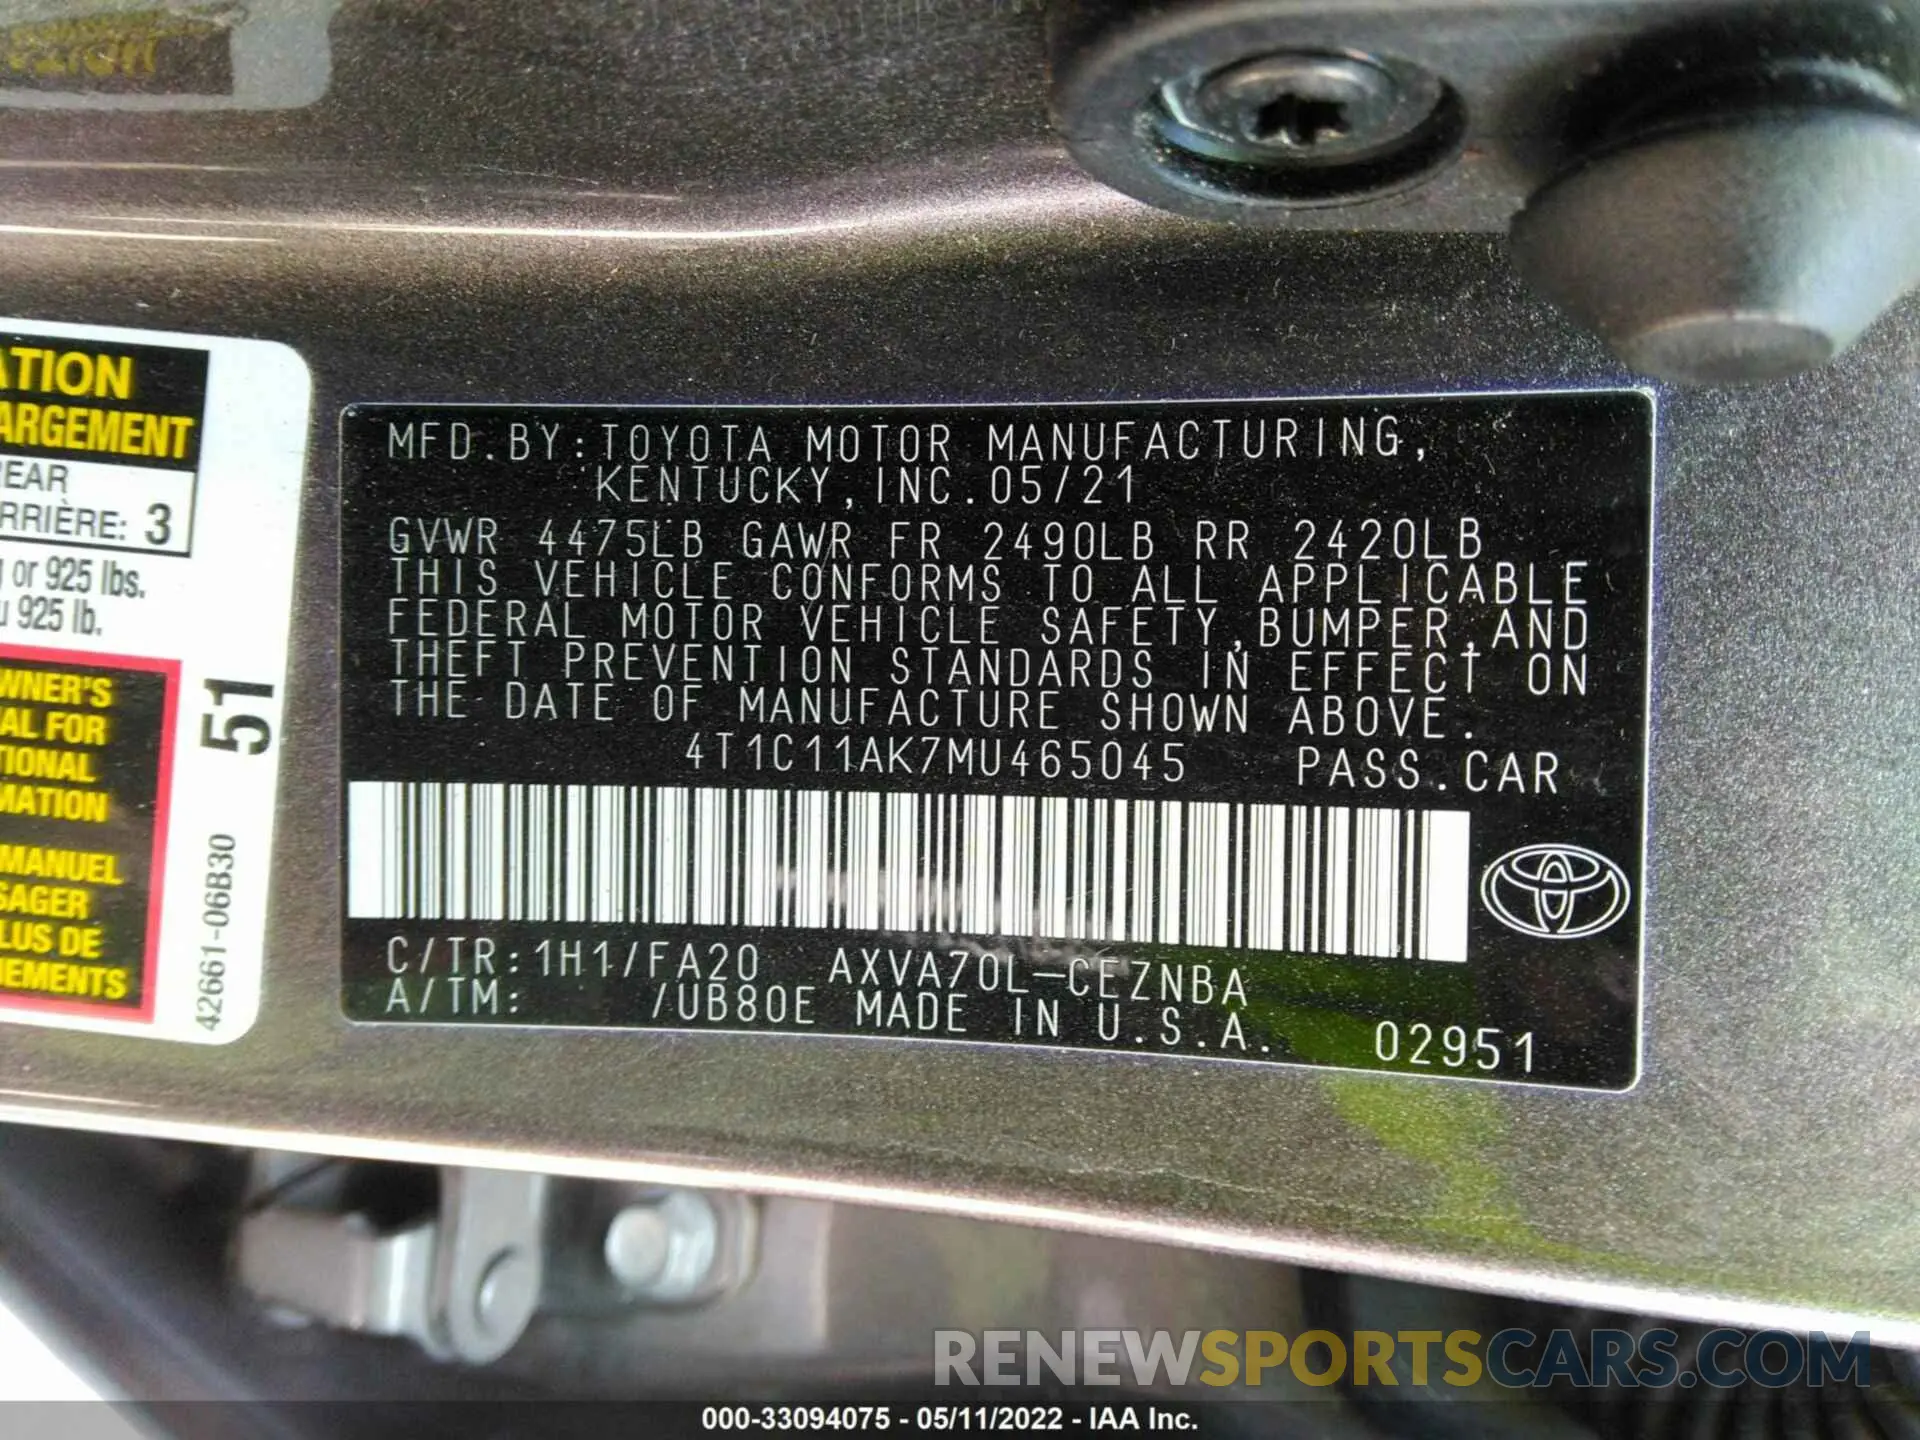 ATION
ARGEMENT
REAR
RRIÈRE: 3
or 925 lbs.
925 lb.
WNER'S
AL FOR
TIONAL
MATION
MANUEL
SAGER
LUS DE
NEMENTS
51
42661-06B30
MFD.BY:TOYOTA MOTOR MANUFACTURING,
KENTUCKY,INC.05/21
GVWR 4475LB GAWR FR 2490LB RR 2420LB
THIS VEHICLE CONFORMS TO ALL APPLICABLE
FEDERAL MOTOR VEHICLE SAFETY,BUMPER,AND
THEFT PREVENTION STANDARDS IN EFFECT ON
THE DATE OF MANUFACTURE SHOWN ABOVE.
4T1C11AK7MU465045 PASS.CAR
C/TR:1H1/FA20 AXVA70L-CEZNBA
A/TM: /UB80E MADE IN U.S.A. 02951
RENEWSPORTSCARS.COM
000-33094075 - 05/11/2022 - IAA Inc.